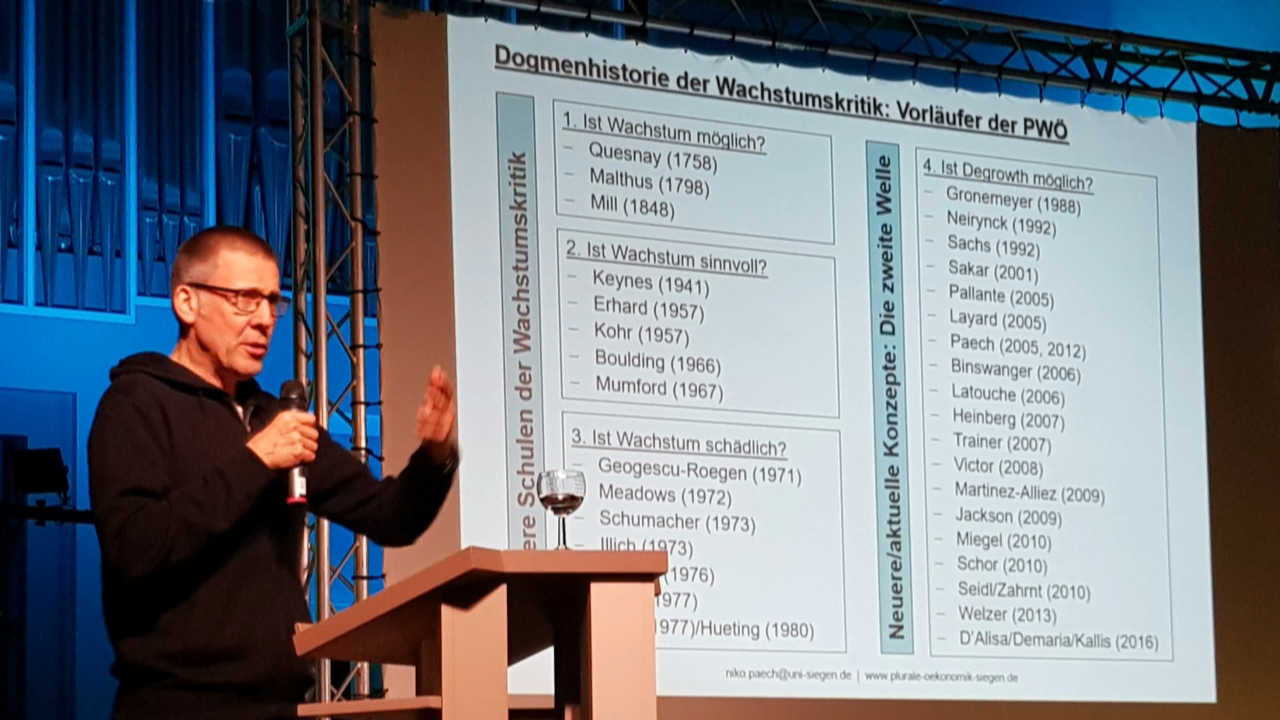 Dogmenhistorie der Wachstumskritik: Vorläufer der PWÖ
ere Schulen der Wachstumskritik
1. Ist Wachstum möglich?
– Quesnay (1758)
– Malthus (1798)
– Mill (1848)
2. Ist Wachstum sinnvoll?
– Keynes (1941)
– Erhard (1957)
– Kohr (1957)
– Boulding (1966)
– Mumford (1967)
3. Ist Wachstum schädlich?
– Geogescu-Roegen (1971)
– Meadows (1972)
– Schumacher (1973)
– Illich (1973)
(1976)
1977)
1977)/Hueting (1980)
Neuere/aktuelle Konzepte: Die zweite Welle
4. Ist Degrowth möglich?
– Gronemeyer (1988)
– Neirynck (1992)
– Sachs (1992)
– Sakar (2001)
– Pallante (2005)
– Layard (2005)
– Paech (2005, 2012)
– Binswanger (2006)
– Latouche (2006)
– Heinberg (2007)
– Trainer (2007)
– Victor (2008)
– Martinez-Alliez (2009)
– Jackson (2009)
– Miegel (2010)
– Schor (2010)
– Seidl/Zahrnt (2010)
– Welzer (2013)
– D'Alisa/Demaria/Kallis (2016)
niko.paech@uni-siegen.de | www.plurale-oekonomik-siegen.de